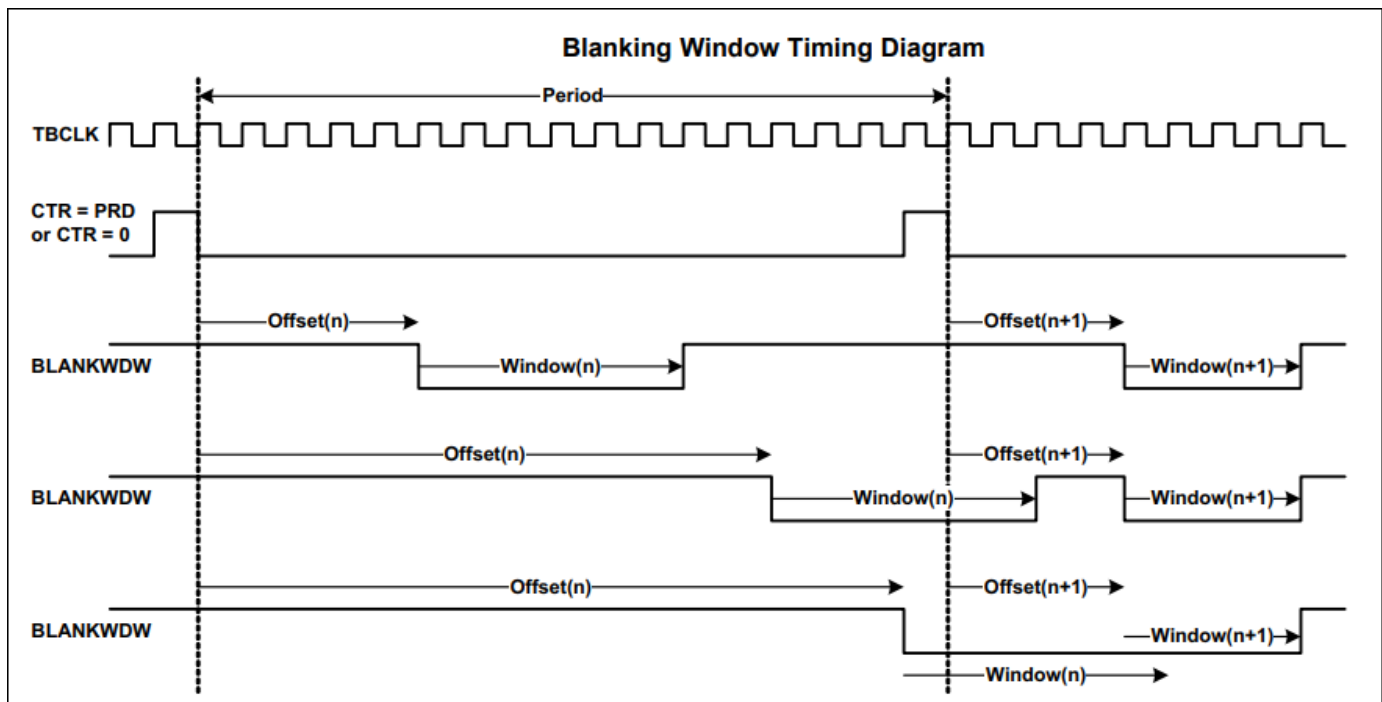 Blanking Window Timing Diagram
Period
TBCLK
CTR = PRD
or CTR = 0
Offset(n)
Offset(n+1)
BLANKWDW
Window(n)
Window(n+1)
Offset(n)
Offset(n+1)
BLANKWDW
Window(n)
Window(n+1)
Offset(n)
Offset(n+1)
BLANKWDW
Window(n+1)
Window(n)